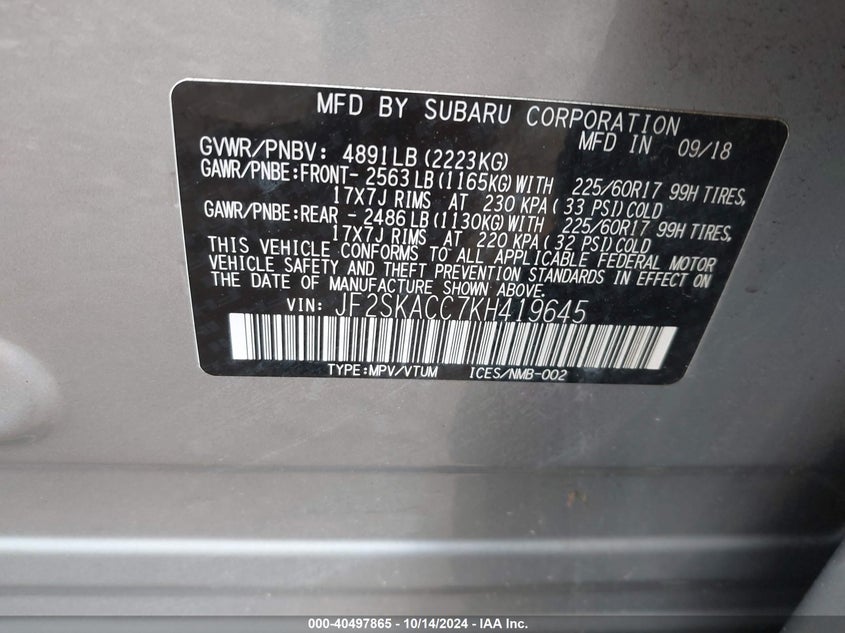 MFD BY SUBARU CORPORATION
MFD IN 09/18
GVWR/PNBV: 4891LB(2223KG)
GAWR/PNBE:FRONT- 2563LB(1165KG)WITH 225/60R17 99H TIRES,
17X7J RIMS AT 230 KPA(33 PSI)COLD
GAWR/PNBE:REAR - 2486LB(1130KG)WITH 225/60R17 99H TIRES,
17X7J RIMS AT 220 KPA(32 PSI)COLD
THIS VEHICLE CONFORMS TO ALL APPLICABLE FEDERAL MOTOR
VEHICLE SAFETY AND THEFT PREVENTION STANDARDS IN EFFECT ON
THE DATE OF MANUFACTURE SHOWN ABOVE.
VIN: JF2SKACC7KH419645
TYPE:MPV/VTUM ICES/NMB-002
000-40497865 - 10/14/2024 - IAA Inc.